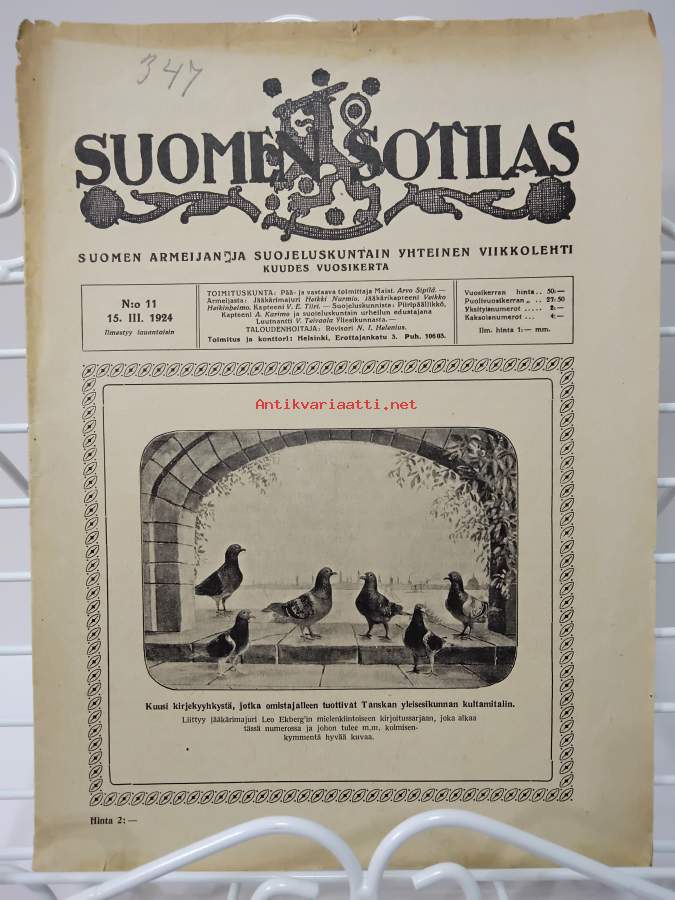 347
SUOMEN SOTILAS
SUOMEN ARMEIJAN JA SUOJELUSKUNTAIN YHTEINEN VIIKKOLEHTI
KUUDES VUOSIKERTA
N:o 11
15. III. 1924
Ilmestyy lauantaisin
TOIMITUSKUNTA: Pää- ja vastaava toimittaja Maist. Arvo Sipilä. —
Armeijasta: Jääkärimajuri Heikki Nurmio. Jääkärikapteeni Veikko
Heikinheimo. Kapteeni V. E. Tiiri. — Suojeluskunnista: Piiripäällikkö,
Kapteeni A. Karimo ja suojeluskuntain urheilun edustajana
Luutnantti V. Toivola Yleisesikunnasta. —
TALOUDENHOITAJA: Revisori N. I. Helenius.
Toimitus ja konttori: Helsinki, Erottajankatu 3. Puh. 106 85.
Vuosikerran hinta.. 50:—
Puolivuosikerran „ .. 27:50
Yksityisnumerot ..... 2:—
Kaksoisnumerot ... 4:—
Ilm. hinta 1:— mm.
Antikvariaatti.net
Kuusi kirjekyyhkystä, jotka omistajalleen tuottivat Tanskan yleisesikunnan kultamitalin.
Liittyy jääkärimajuri Leo Ekberg'in mielenkiintoiseen kirjoitussarjaan, joka alkaa
tässä numerossa ja johon tulee m.m. kolmisen-
kymmentä hyvää kuvaa.
Hinta 2:—